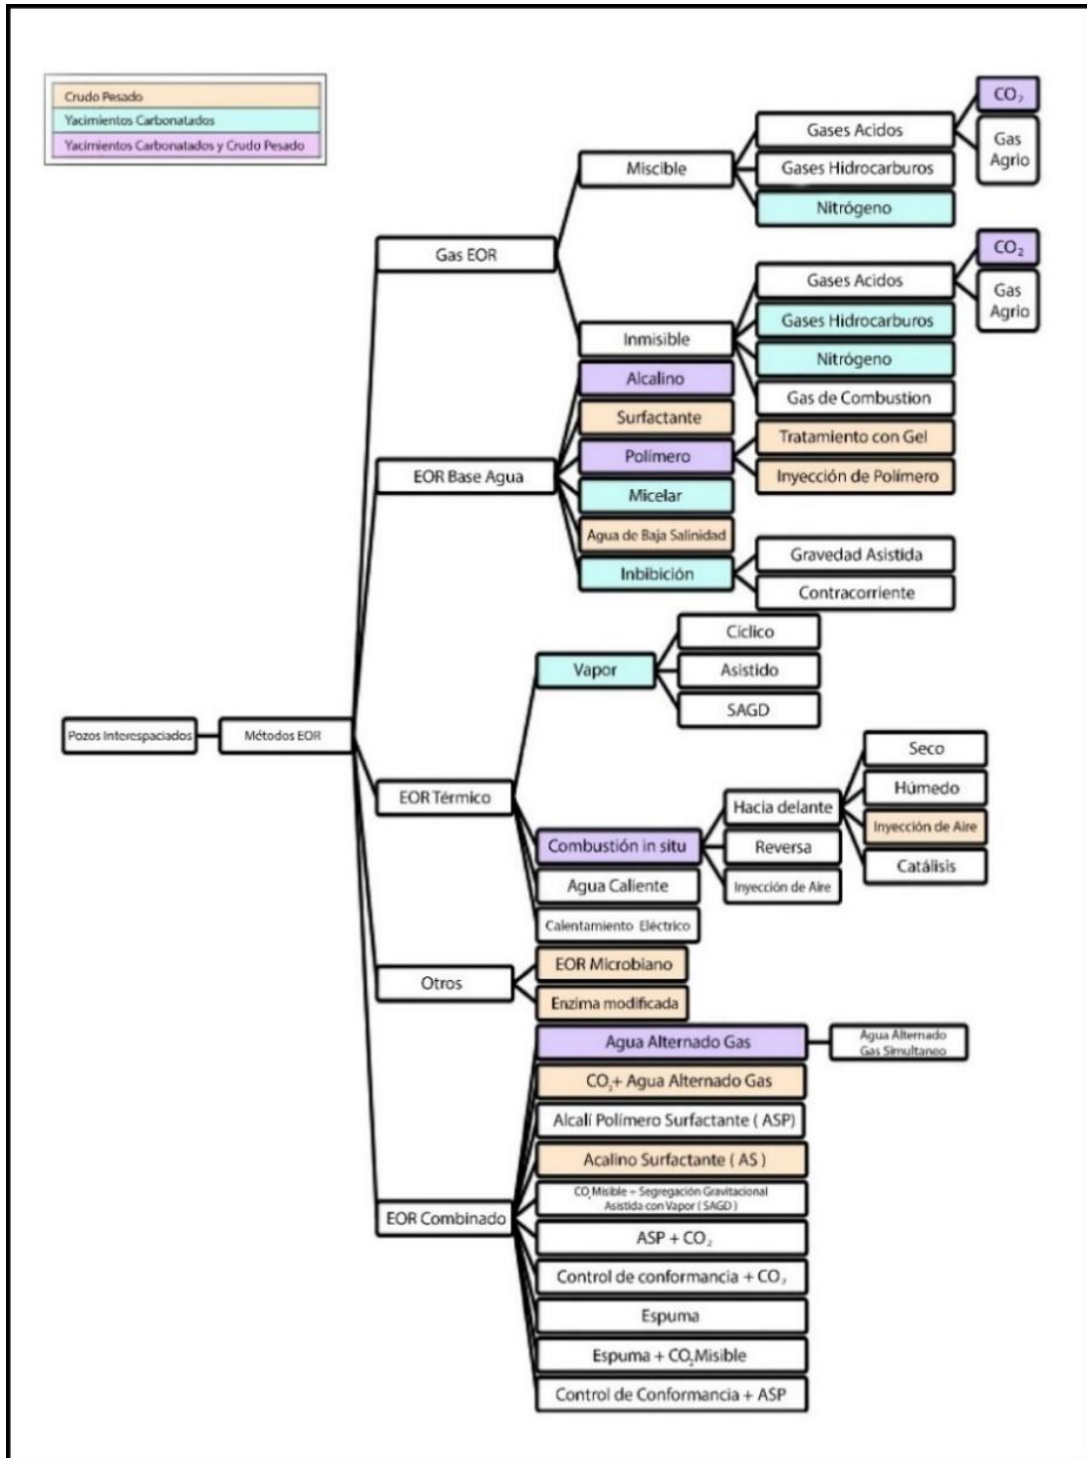 Crudo Pesado
Yacimientos Carbonatados
Yacimientos Carbonatados y Crudo Pesado
CO₂
Gases Acidos
Gas
Agrio
Miscible
Gases Hidrocarburos
Nitrógeno
Gas EOR
CO₂
Gases Acidos
Gas
Agrio
Gases Hidrocarburos
Inmisible
Nitrógeno
Alcalino
Gas de Combustion
Surfactante
Tratamiento con Gel
Polímero
EOR Base Agua
Inyección de Polímero
Micelar
Agua de Baja Salinidad
Gravedad Asistida
Inbibición
Contracorriente
Cíclico
Vapor
Asistido
SAGD
Pozos Interespaciados
Métodos EOR
Seco
Húmedo
EOR Térmico
Hacia delante
Inyección de Aire
Combustión in situ
Reversa
Catálisis
Agua Caliente
Inyección de Aire
Calentamiento Eléctrico
EOR Microbiano
Otros
Enzima modificada
Agua Alternado Gas
Agua Alternado
Gas Simultaneo
CO₂+ Agua Alternado Gas
Alcalí Polímero Surfactante ( ASP)
Acalino Surfactante ( AS )
CO₂Misible + Segregación Gravitacional
Asistida con Vapor ( SAGD )
EOR Combinado
ASP + CO₂
Control de conformancia + CO₂
Espuma
Espuma + CO₂Misible
Control de Conformancia + ASP